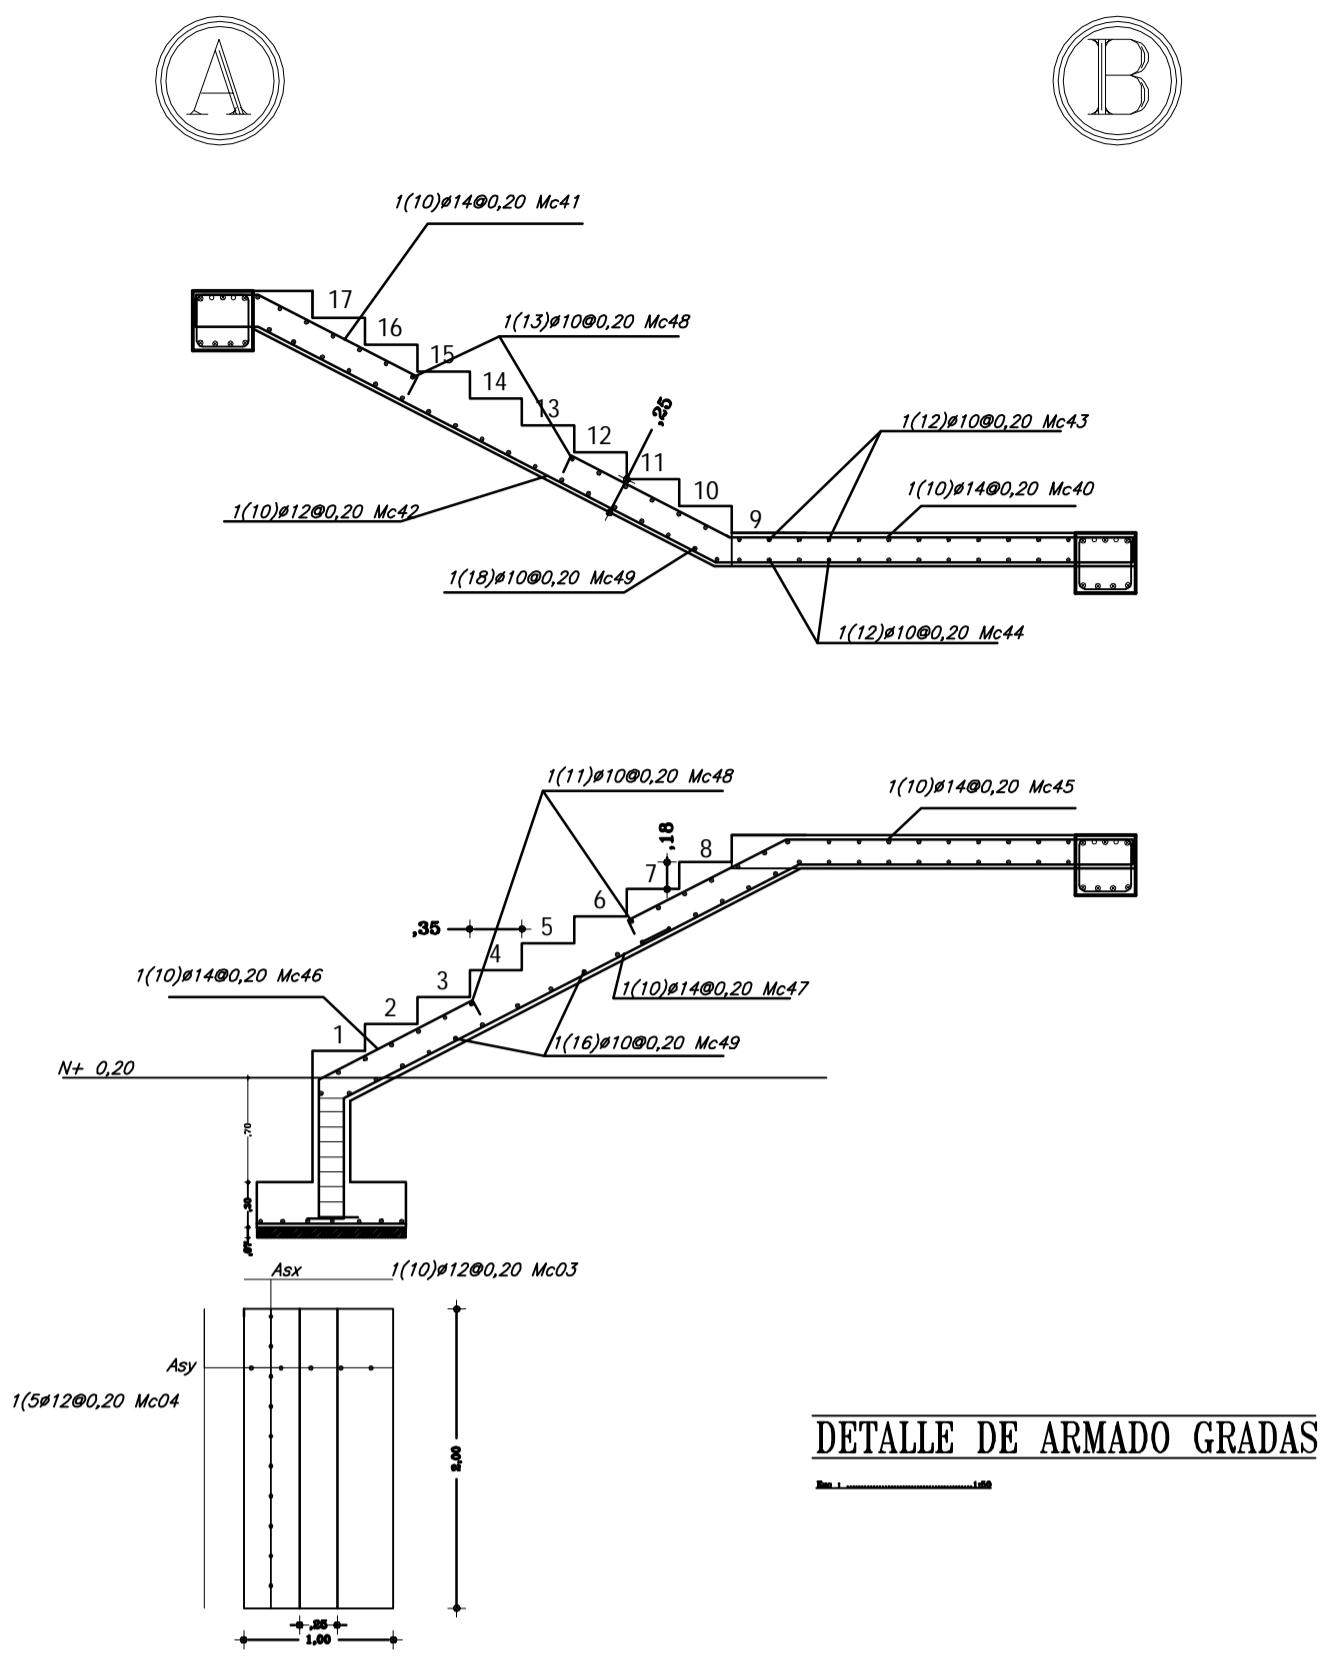 A
B
1(10)ø14@0,20 Mc41
17
16
1(13)ø10@0,20 Mc48
15
14
13
12
,25
11
1(12)ø10@0,20 Mc43
10
1(10)ø14@0,20 Mc40
1(10)ø12@0,20 Mc42
9
1(18)ø10@0,20 Mc49
1(12)ø10@0,20 Mc44
1(11)ø10@0,20 Mc48
1(10)ø14@0,20 Mc45
,18
8
7
6
,35
5
4
1(10)ø14@0,20 Mc46
3
1(10)ø14@0,20 Mc47
2
1
1(16)ø10@0,20 Mc49
N+ 0,20
,70
,30
,07
Asx
1(10)ø12@0,20 Mc03
Asy
1(5ø12@0,20 Mc04
2,00
DETALLE DE ARMADO GRADAS
Esc : ........................................1:50
,25
1,00